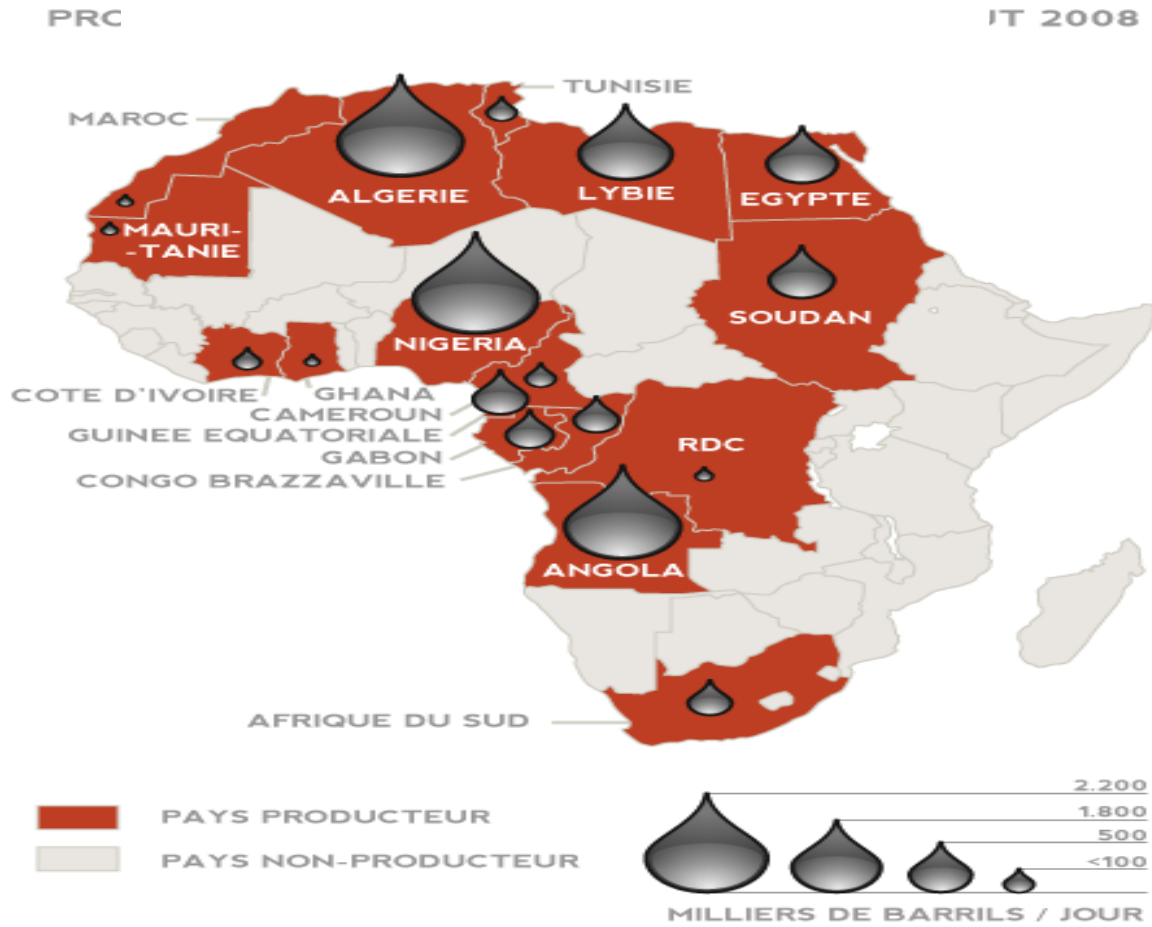 PRC
UT 2008
TUNISIE
MAROC
ALGERIE
LYBIE
EGYPTE
MAURI-
-TANIE
SOUDAN
NIGERIA
COTE D'IVOIRE
GHANA
CAMEROUN
GUINEE EQUATORIALE
GABON
CONGO BRAZZAVILLE
RDC
ANGOLA
AFRIQUE DU SUD
PAYS PRODUCTEUR
PAYS NON-PRODUCTEUR
2.200
1.800
500
<100
MILLIERS DE BARRILS / JOUR